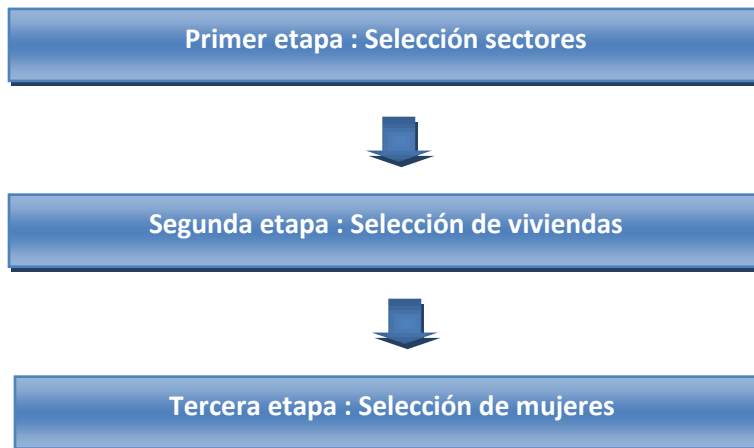 Primer etapa : Selección sectores
Segunda etapa : Selección de viviendas
Tercera etapa : Selección de mujeres